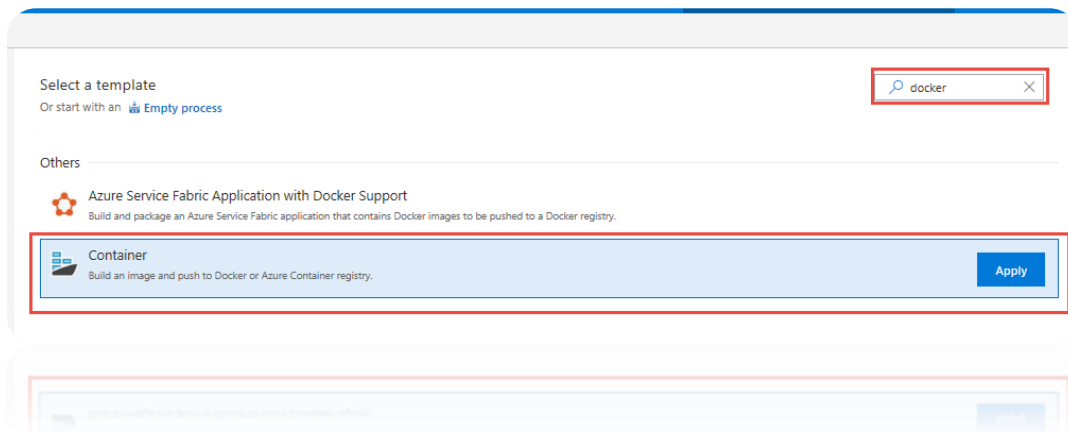 Select a template
docker
Or start with an Empty process
Others
Azure Service Fabric Application with Docker Support
Build and package an Azure Service Fabric application that contains Docker images to be pushed to a Docker registry.
Container
Build an image and push to Docker or Azure Container registry.
Apply